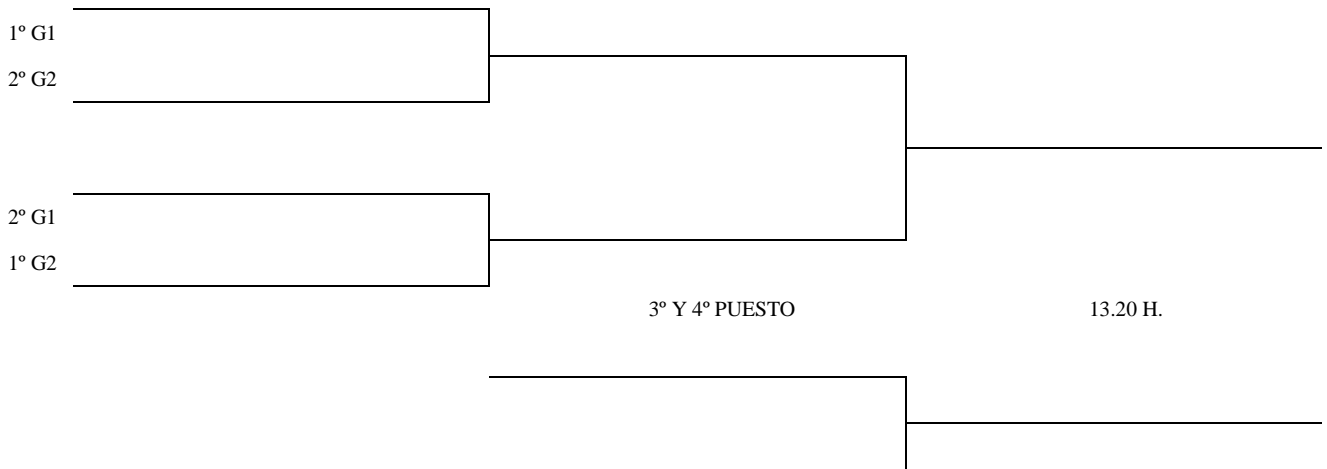 1º G1
2º G2
2º G1
1º G2
3º Y 4º PUESTO 13.20 H.